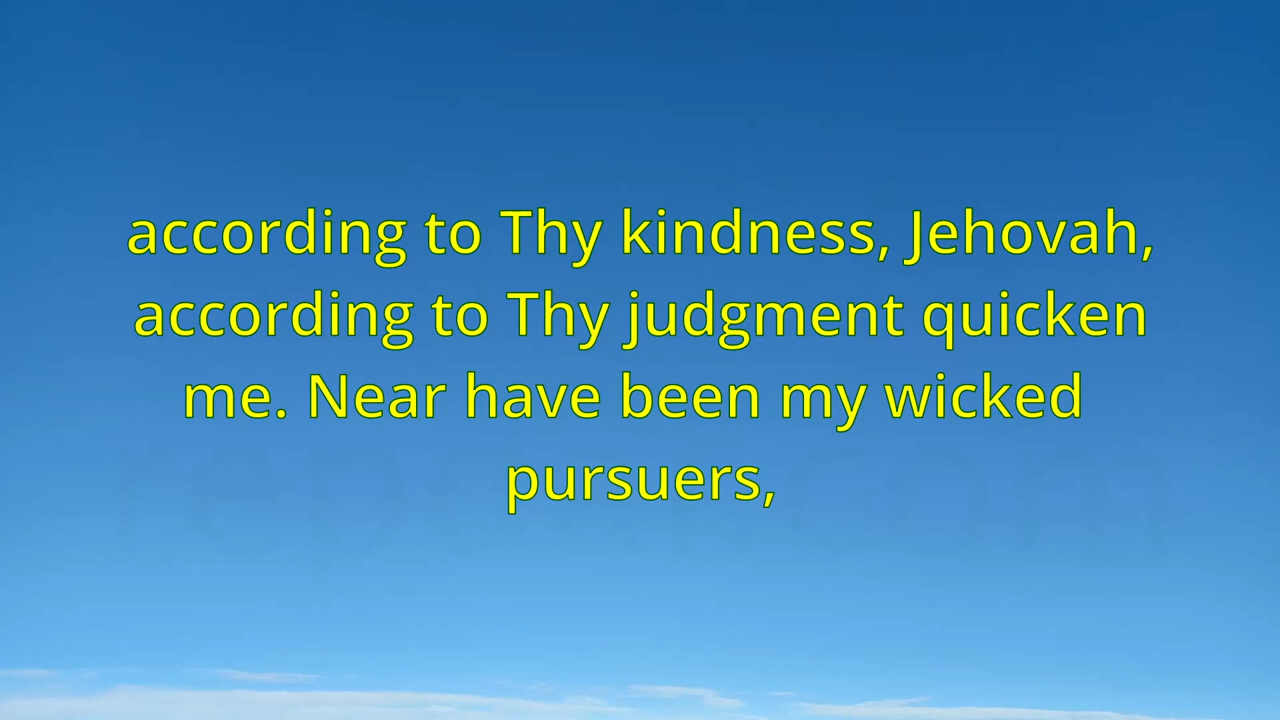 according to Thy kindness, Jehovah,
according to Thy judgment quicken
me. Near have been my wicked
pursuers,